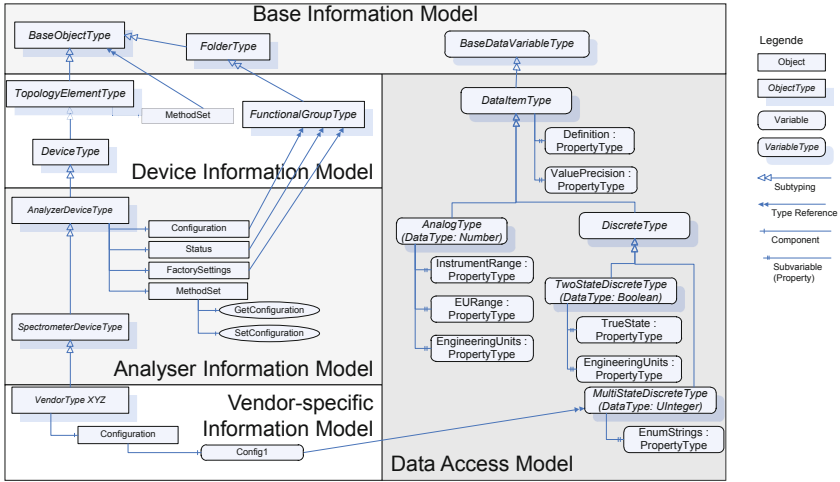 Base Information Model
BaseObjectType
FolderType
BaseDataVariableType
TopologyElementType
MethodSet
FunctionalGroupType
DeviceType
Device Information Model
DataItemType
Definition :
PropertyType
ValuePrecision :
PropertyType
AnalyzerDeviceType
Configuration
Status
FactorySettings
MethodSet
GetConfiguration
SetConfiguration
SpectrometerDeviceType
Analyser Information Model
AnalogType
(DataType: Number)
InstrumentRange :
PropertyType
EURange :
PropertyType
EngineeringUnits :
PropertyType
DiscreteType
TwoStateDiscreteType
(DataType: Boolean)
TrueState :
PropertyType
EngineeringUnits :
PropertyType
MultiStateDiscreteType
(DataType: UInteger)
EnumStrings :
PropertyType
Data Access Model
VendorType XYZ
Vendor-specific
Information Model
Configuration
Config1
Legende
Object
ObjectType
Variable
VariableType
Subtyping
Type Reference
Component
Subvariable
(Property)